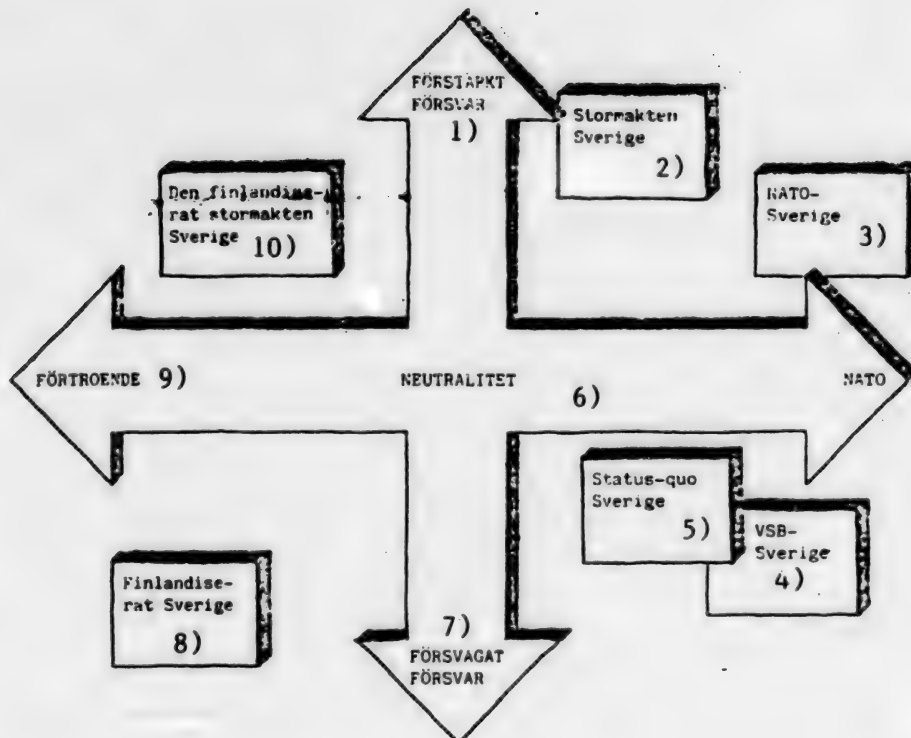 FÖRSTÄRKT
FÖRSVAR
1)
Stormakten
Sverige
2)
Den finlandise-
rat stormakten
Sverige
10)
NATO-
Sverige
3)
FÖRTROENDE 9)
NEUTRALITET
6)
NATO
Status-quo
Sverige
5)
VSB-
Sverige
4)
Finlandise-
rat Sverige
8)
7)
FÖRSVAGAT
FÖRSVAR